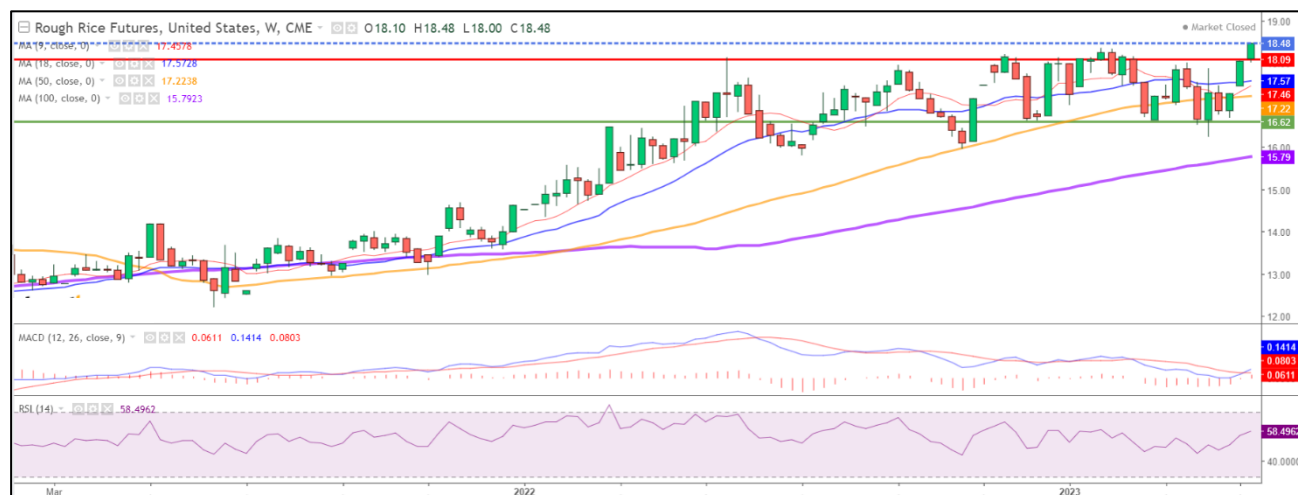 Rough Rice Futures, United States, W, CME O18.10 H18.48 L18.00 C18.48
Market Closed
MA (9, close, 0) 17.4578
MA (18, close, 0) 17.5728
MA (50, close, 0) 17.2238
MA (100, close, 0) 15.7923
19.00
18.48
18.09
17.57
17.46
17.22
16.62
16.00
15.79
15.00
14.00
13.00
12.00
MACD (12, 26, close, 9) 0.0611 0.1414 0.0803
0.1414
0.0803
0.0611
RSI (14) 58.4962
58.4962
40.0000
Mar 2022 2023